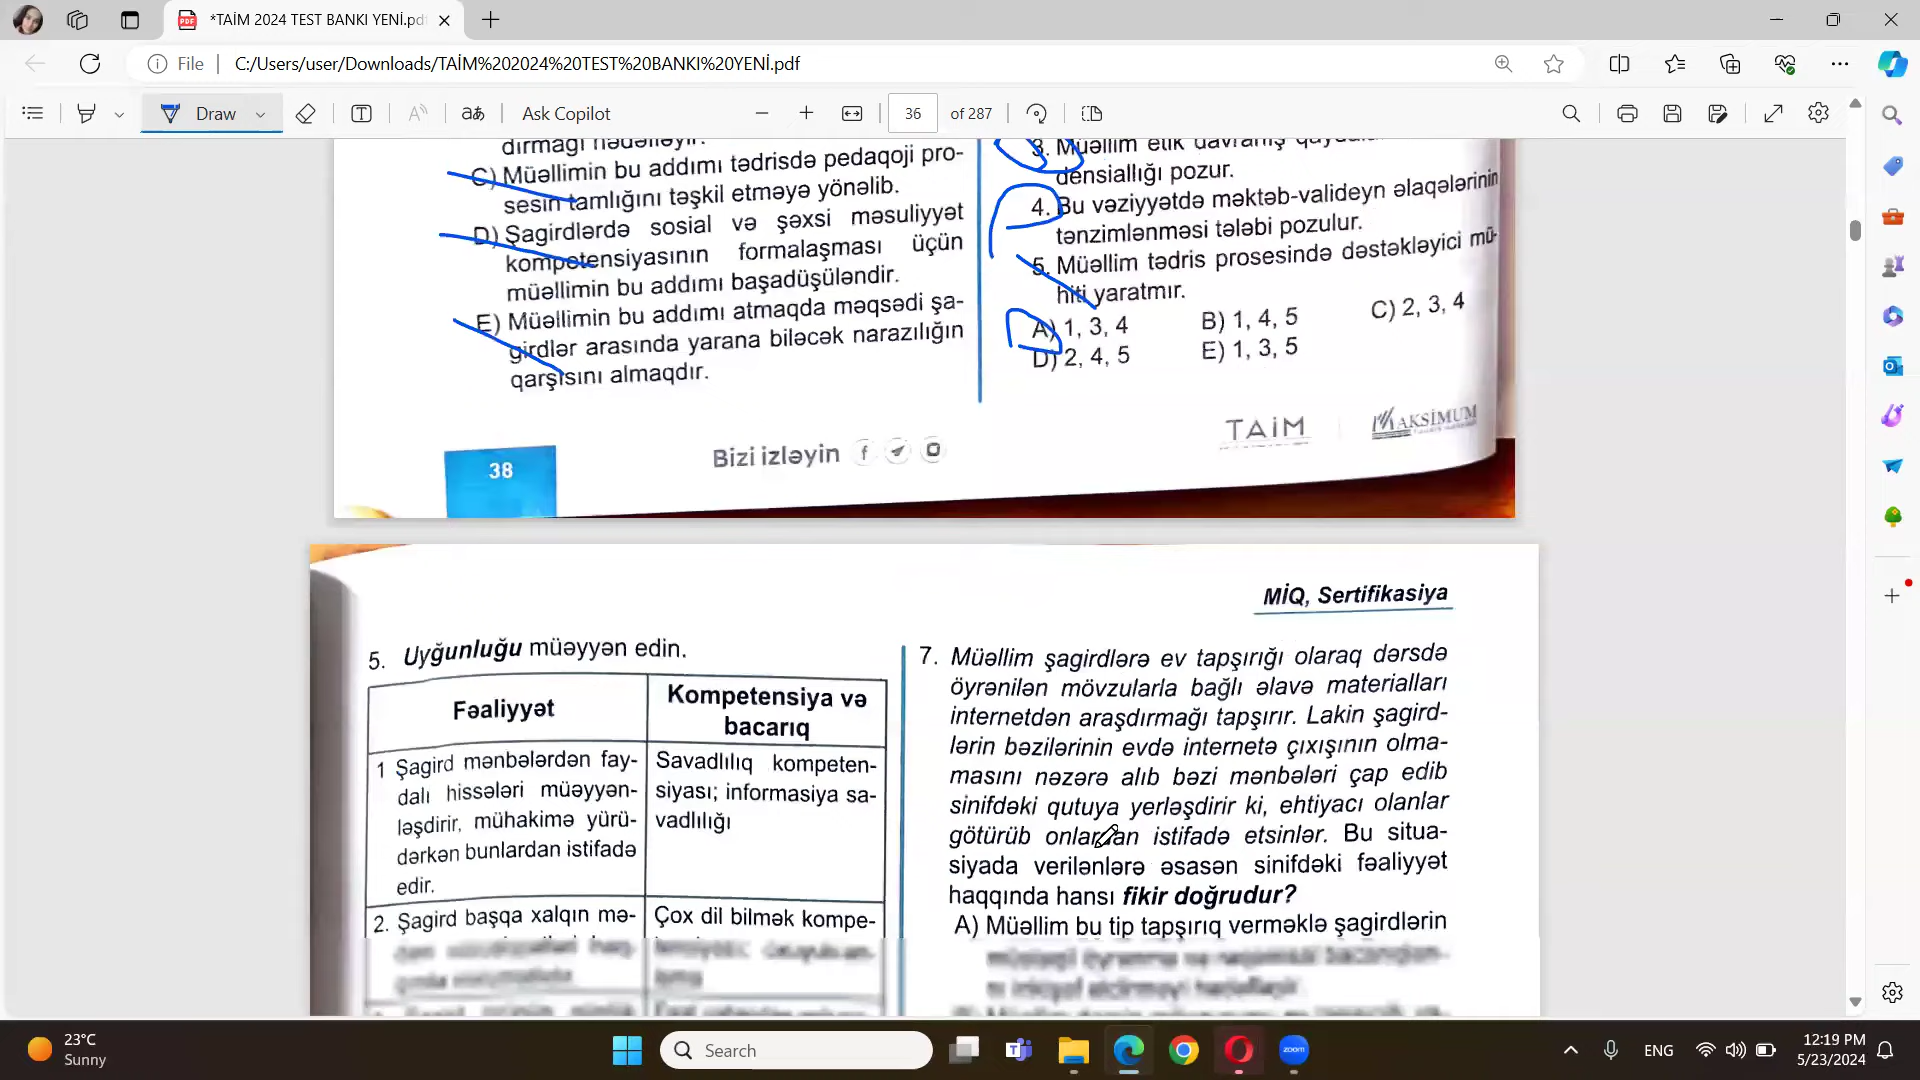 *TAİM 2024 TEST BANKI YENİ.pdf
File
C:/Users/user/Downloads/TAİM%202024%20TEST%20BANKI%20YENİ.pdf
Draw
aあ
Ask Copilot
36 of 287
C) Müəllimin bu addımı tədrisdə pedaqoji pro-
sesin tamlığını təşkil etməyə yönəlib.
D) Şagirdlərdə sosial və şəxsi məsuliyyət
kompetensiyasının formalaşması üçün
müəllimin bu addımı başadüşüləndir.
E) Müəllimin bu addımı atmaqda məqsədi şa-
girdlər arasında yarana biləcək narazılığın
qarşısını almaqdır.
3. Müəllim etik davranış
densiallığı pozur.
4. Bu vəziyyətdə məktəb-valideyn əlaqələrinin
tənzimlənməsi tələbi pozulur.
5. Müəllim tədris prosesində dəstəkləyici mü-
hiti yaratmır.
A) 1, 3, 4 B) 1, 4, 5 C) 2, 3, 4
D) 2, 4, 5 E) 1, 3, 5
38
Bizi izləyin
TAİM
MAKSİMUM
MİQ, Sertifikasiya
5. Uyğunluğu müəyyən edin.
Fəaliyyət
Kompetensiya və
bacarıq
1 Şagird mənbələrdən fay-
dalı hissələri müəyyən-
ləşdirir, mühakimə yürü-
dərkən bunlardan istifadə
edir.
Savadlılıq kompeten-
siyası; informasiya sa-
vadlılığı
2. Şagird başqa xalqın mə-
Çox dil bilmək kompe-
7. Müəllim şagirdlərə ev tapşırığı olaraq dərsdə
öyrənilən mövzularla bağlı əlavə materialları
internetdən araşdırmağı tapşırır. Lakin şagird-
lərin bəzilərinin evdə internetə çıxışının olma-
masını nəzərə alıb bəzi mənbələri çap edib
sinifdəki qutuya yerləşdirir ki, ehtiyacı olanlar
götürüb onlardan istifadə etsinlər. Bu situa-
siyada verilənlərə əsasən sinifdəki fəaliyyət
haqqında hansı fikir doğrudur?
A) Müəllim bu tip tapşırıq verməklə şagirdlərin
23°C
Sunny
Search
zoom
ENG
12:19 PM
5/23/2024